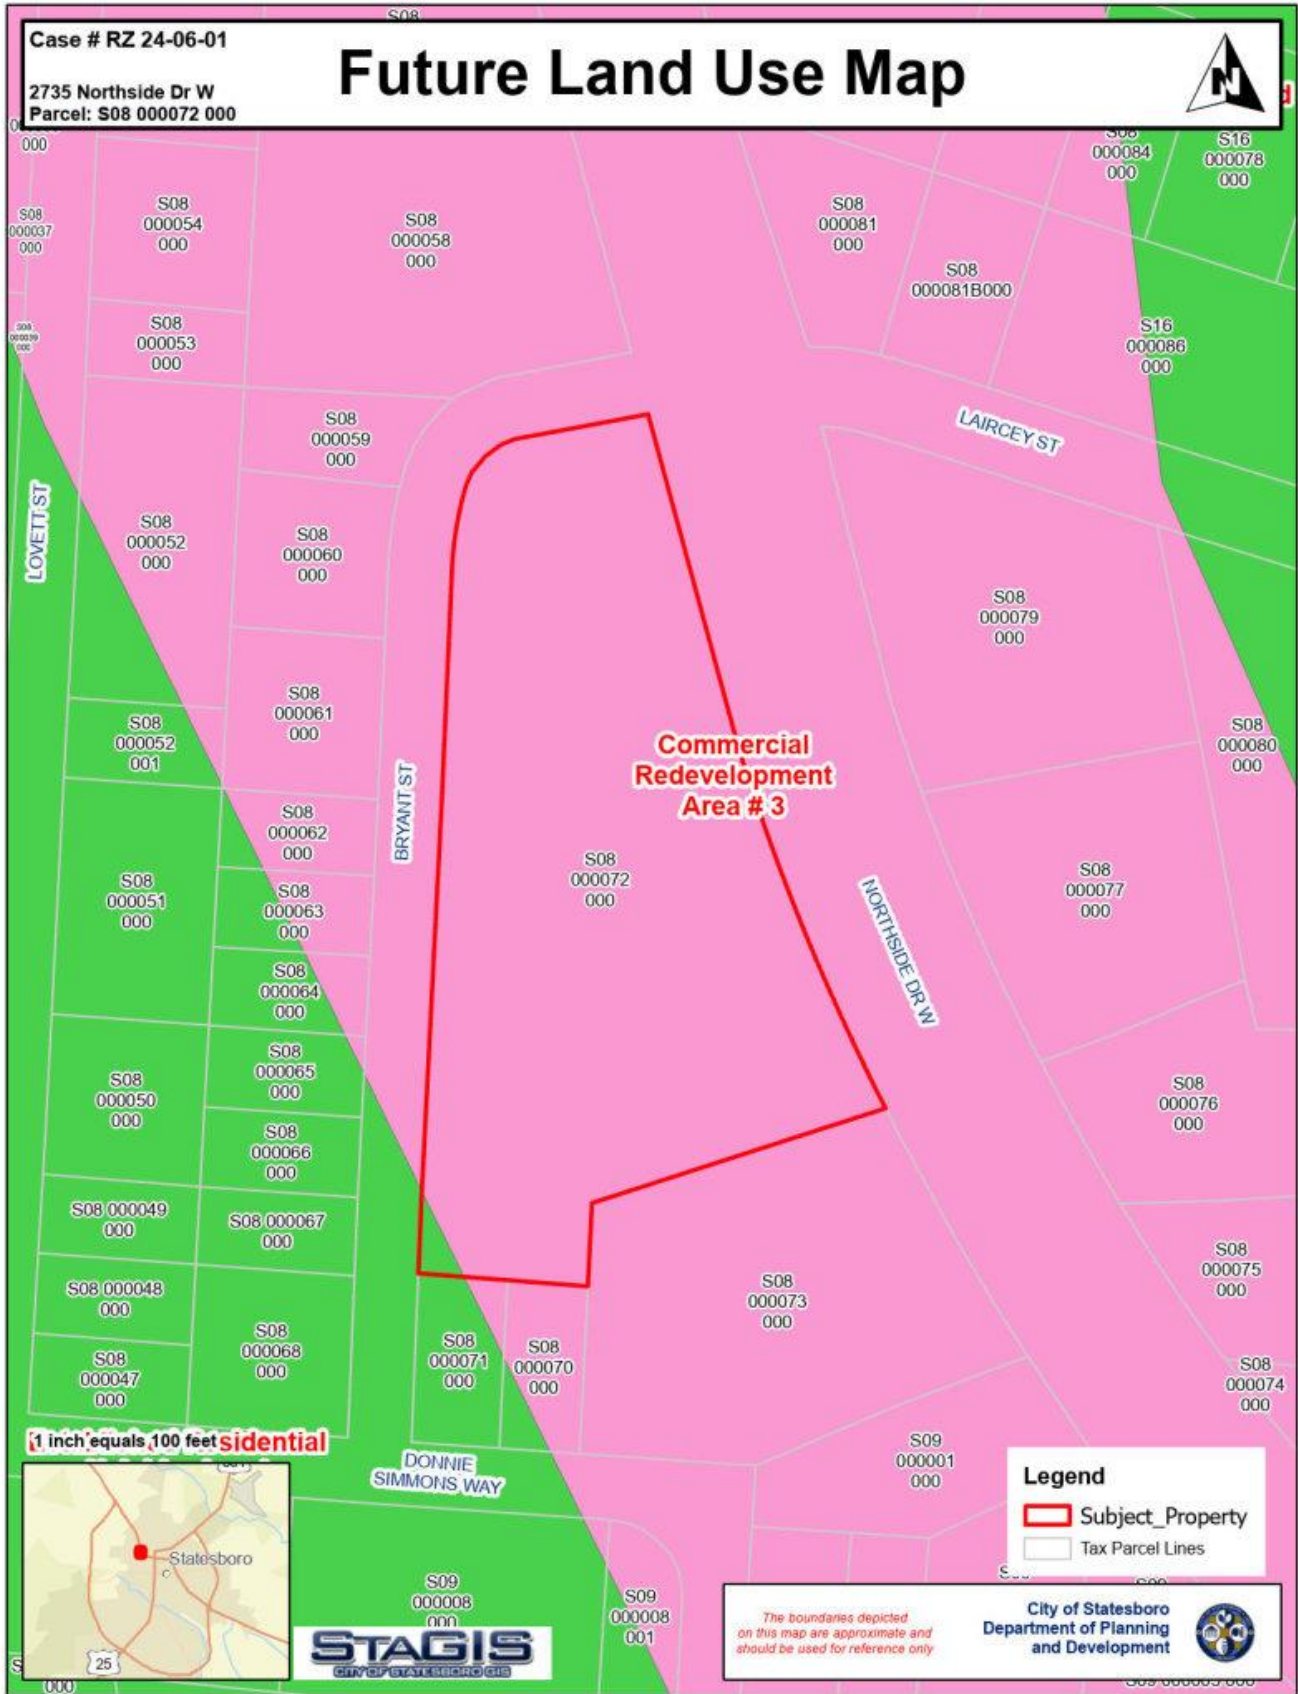 S08
Case # RZ 24-06-01
2735 Northside Dr W
Parcel: S08 000072 000
Future Land Use Map
N
d
000
S08
000037
000
S08
000039
000
S08
000054
000
S08
000053
000
S08
000058
000
S08
000081
000
S08
000081B000
S08
000084
000
S16
000078
000
S16
000086
000
LAIRCEY ST
S08
000059
000
S08
000060
000
S08
000052
000
LOVETT ST
S08
000079
000
S08
000061
000
S08
000052
001
S08
000080
000
Commercial
Redevelopment
Area # 3
BRYANT ST
S08
000062
000
S08
000072
000
S08
000077
000
S08
000051
000
S08
000063
000
NORTHSIDE DR W
S08
000064
000
S08
000065
000
S08
000050
000
S08
000066
000
S08
000076
000
S08 000049
000
S08 000067
000
S08
000075
000
S08 000048
000
S08
000073
000
S08
000068
000
S08
000071
000
S08
000070
000
S08
000047
000
S08
000074
000
1 inch equals 100 feet
sidential
DONNIE
SIMMONS WAY
S09
000001
000
Legend
Subject_Property
Tax Parcel Lines
Statesboro
25
S09
000008
000
S09
000008
001
STAGIS
CITY OF STATESBORO GIS
The boundaries depicted
on this map are approximate and
should be used for reference only
City of Statesboro
Department of Planning
and Development
000